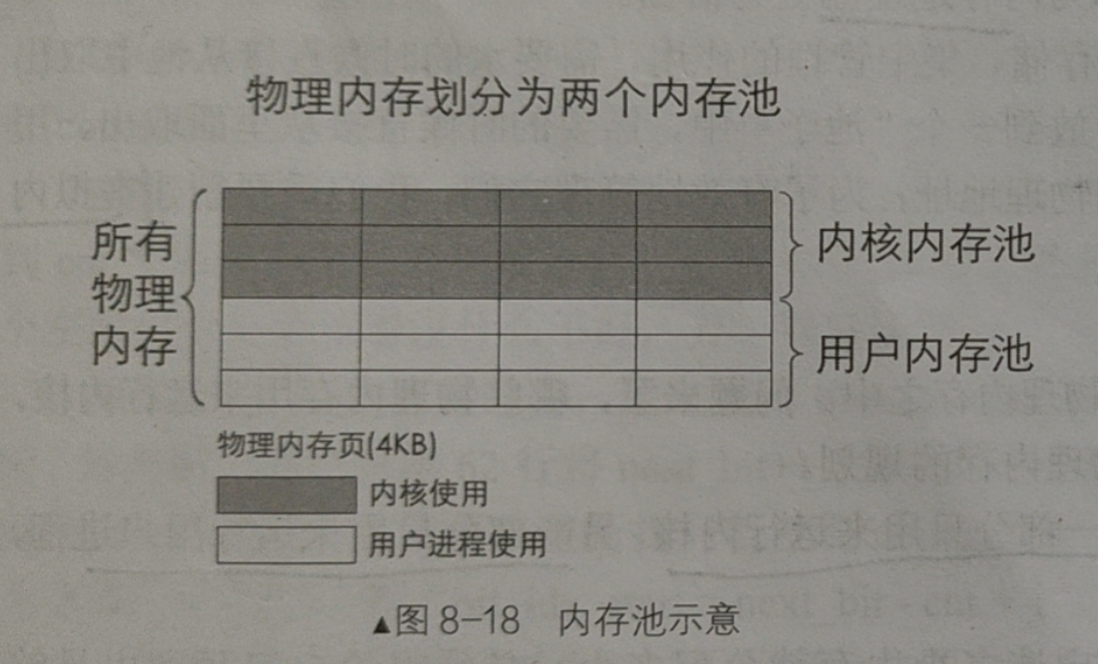 物理内存划分为两个内存池
所有
物理
内存
内核内存池
用户内存池
物理内存页(4KB)
内核使用
用户进程使用
▲图 8-18 内存池示意